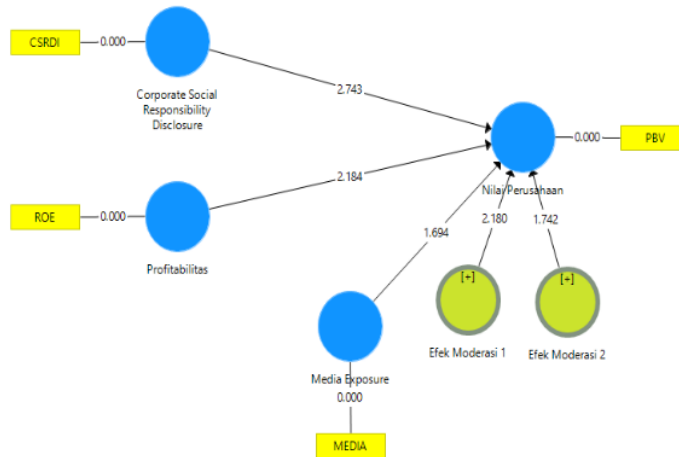 CSRDI
0.000
Corporate Social
Responsibility
Disclosure
2.743
0.000
PBV
Nilai Perusahaan
ROE
0.000
2.184
Profitabilitas
1.694
2.180
1.742
[+]
[+]
Efek Moderasi 1
Efek Moderasi 2
Media Exposure
0.000
MEDIA